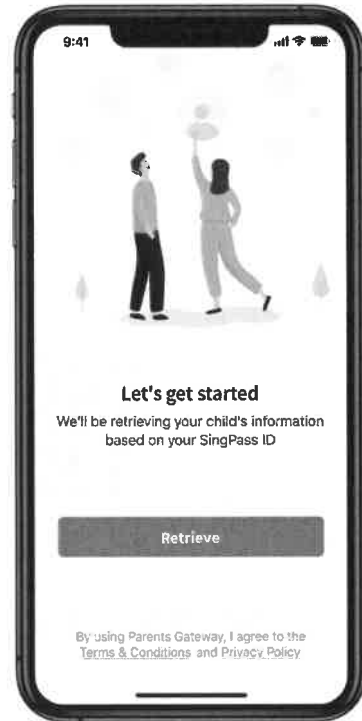 9:41
Let's get started
We'll be retrieving your child's information
based on your SingPass ID
Retrieve
By using Parents Gateway, I agree to the
Terms & Conditions and Privacy Policy